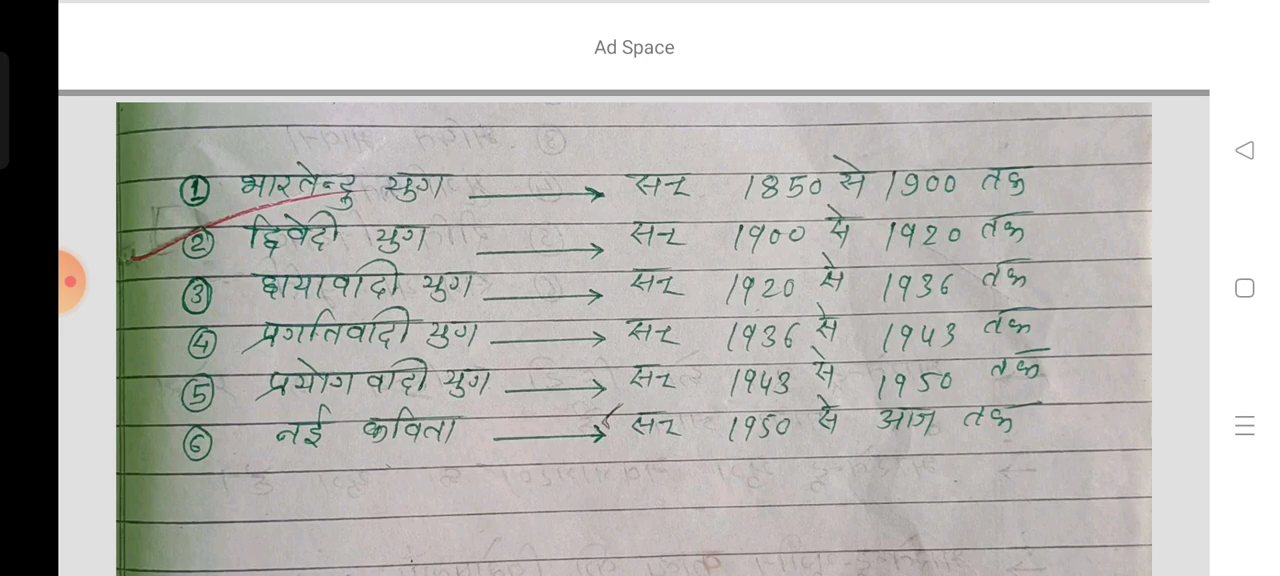 Ad Space
① भारतेन्दु युग → सन् 1850 से 1900 तक
② द्विवेदी युग → सन् 1900 से 1920 तक
③ छायावादी युग → सन् 1920 से 1936 तक
④ प्रगतिवादी युग → सन् 1936 से 1943 तक
⑤ प्रयोगवादी युग → सन् 1943 से 1950 तक
⑥ नई कविता → सन् 1950 से आज तक